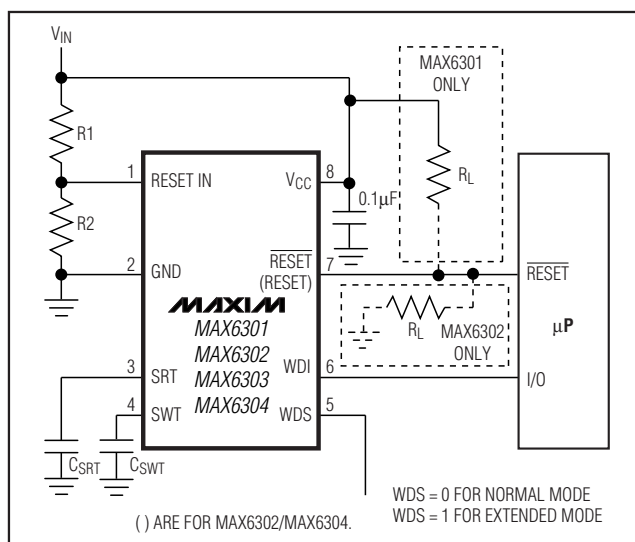 V_IN
MAX6301
ONLY
R1
1
RESET IN
V_CC
8
0.1µF
R_L
R2
2
GND
R̅E̅S̅E̅T̅
(RESET)
7
R̅E̅S̅E̅T̅
MAXIM
MAX6301
MAX6302
MAX6303
MAX6304
R_L
MAX6302
ONLY
µP
3
SRT
WDI
6
I/O
4
SWT
WDS
5
C_SRT
C_SWT
WDS = 0 FOR NORMAL MODE
WDS = 1 FOR EXTENDED MODE
( ) ARE FOR MAX6302/MAX6304.